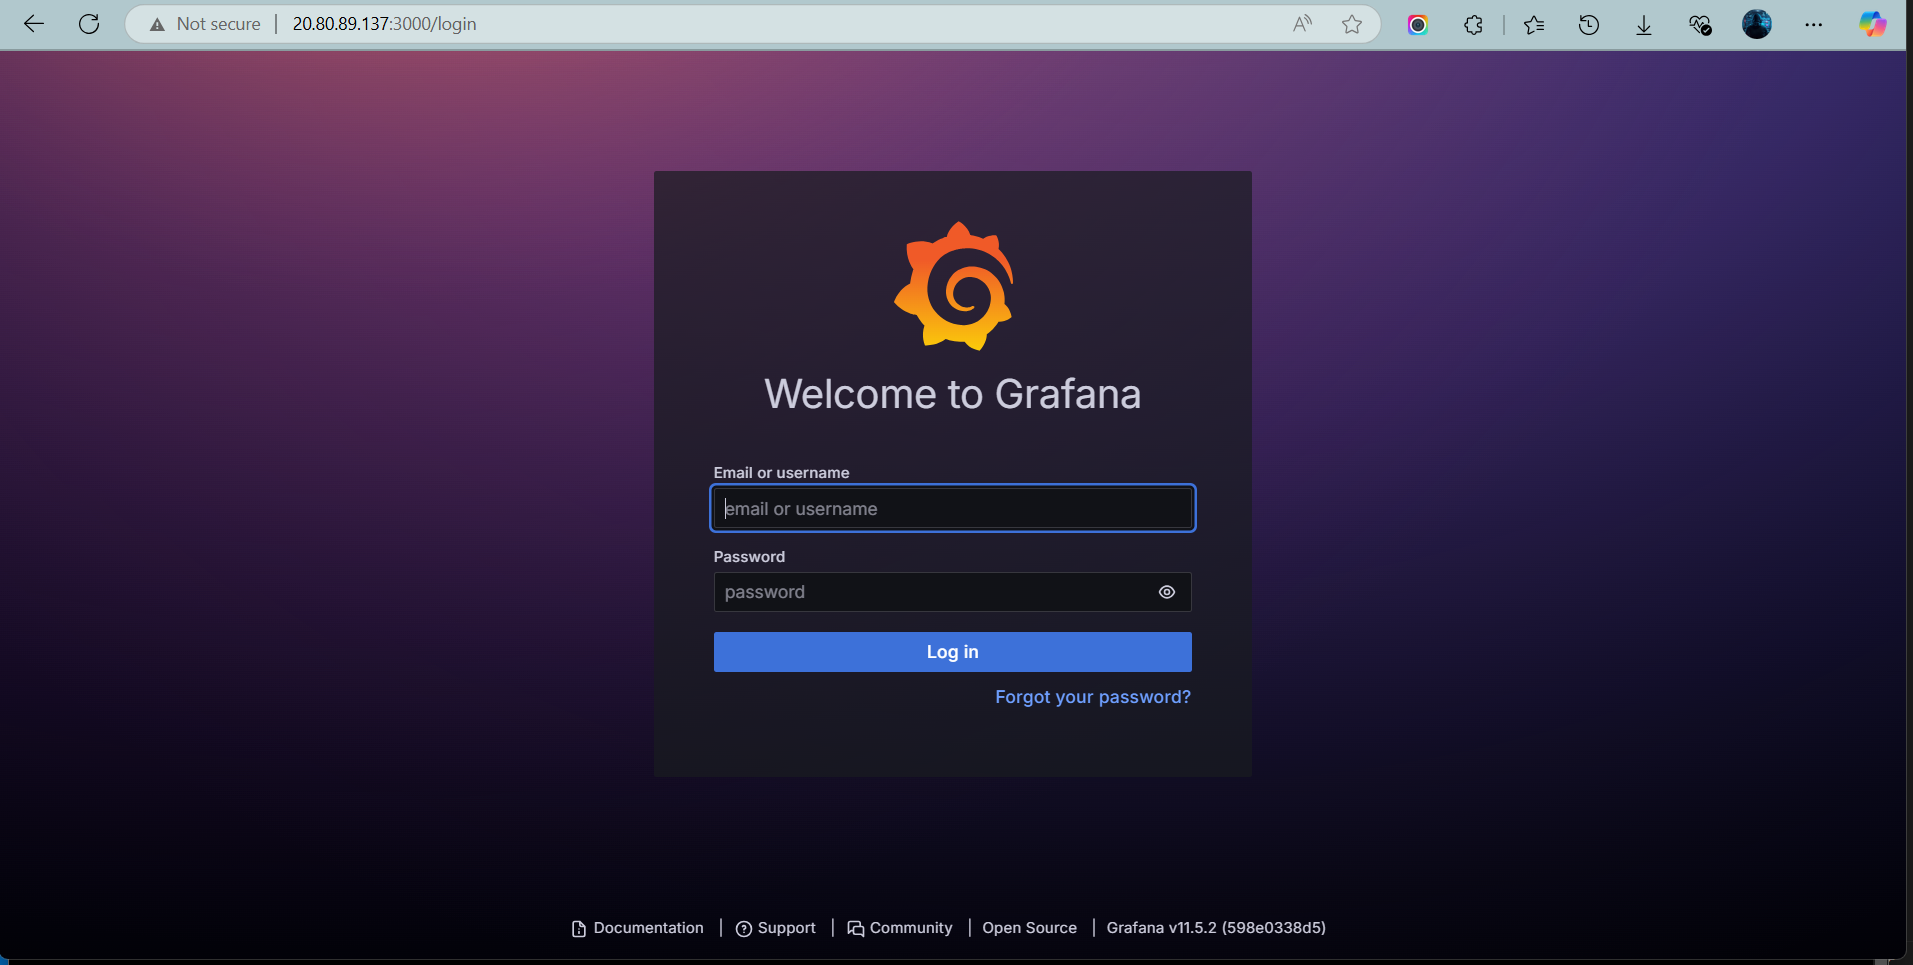 Not secure | 20.80.89.137:3000/login
Welcome to Grafana
Email or username
email or username
Password
password
Log in
Forgot your password?
Documentation | Support | Community | Open Source | Grafana v11.5.2 (598e0338d5)